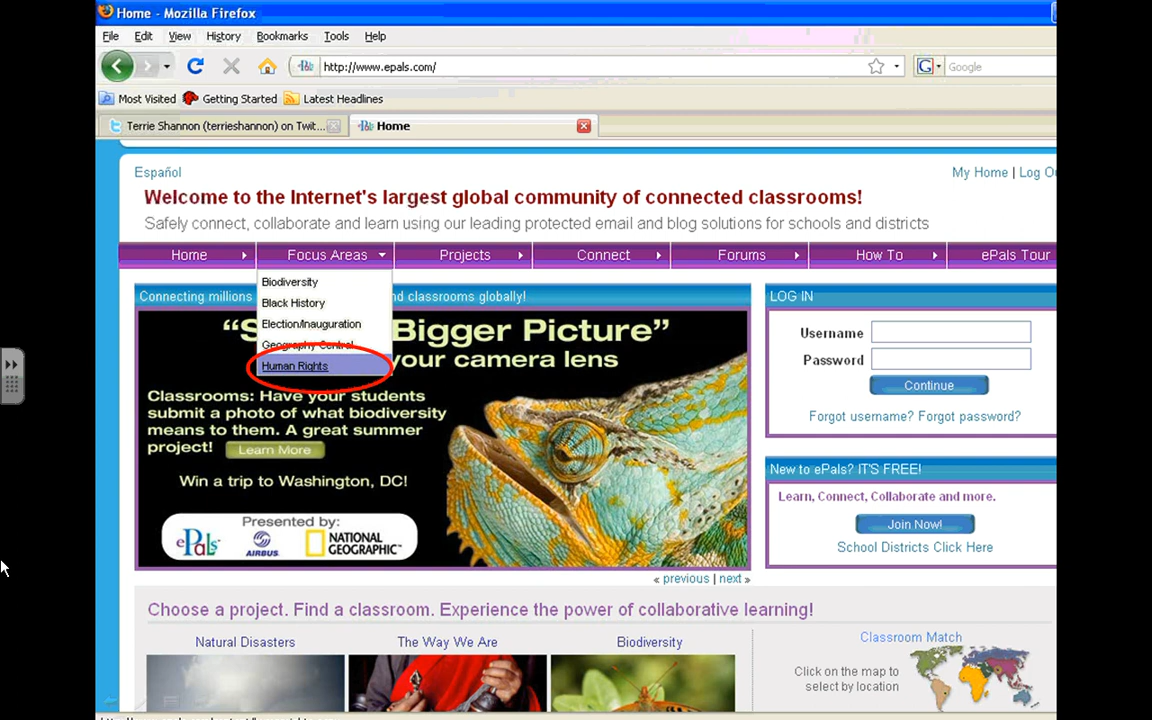 Home - Mozilla Firefox
File Edit View History Bookmarks Tools Help
http://www.epals.com/ Google
Most Visited Getting Started Latest Headlines
Terrie Shannon (terrieshannon) on Twit... Home
Español My Home | Log
Welcome to the Internet's largest global community of connected classrooms!
Safely connect, collaborate and learn using our leading protected email and blog solutions for schools and districts
Home Focus Areas Projects Connect Forums How To ePals Tour
Biodiversity
Black History
Election/Inauguration
Geography Central
Human Rights
Connecting millions nd classrooms globally!
Bigger Picture”
your camera lens
Classrooms: Have your students
submit a photo of what biodiversity
means to them. A great summer
project! Learn More
Win a trip to Washington, DC!
Presented by:
ePals AIRBUS NATIONAL
GEOGRAPHIC
« previous | next »
LOG IN
Username
Password
Continue
Forgot username? Forgot password?
New to ePals? IT'S FREE!
Learn, Connect, Collaborate and more.
Join Now!
School Districts Click Here
Choose a project. Find a classroom. Experience the power of collaborative learning!
Natural Disasters The Way We Are Biodiversity
Classroom Match
Click on the map to
select by location